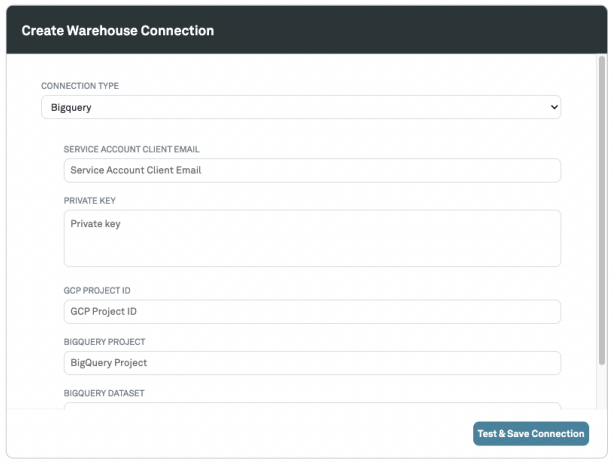 Create Warehouse Connection
CONNECTION TYPE
Bigquery
SERVICE ACCOUNT CLIENT EMAIL
Service Account Client Email
PRIVATE KEY
Private key
GCP PROJECT ID
GCP Project ID
BIGQUERY PROJECT
BigQuery Project
BIGQUERY DATASET
Test & Save Connection